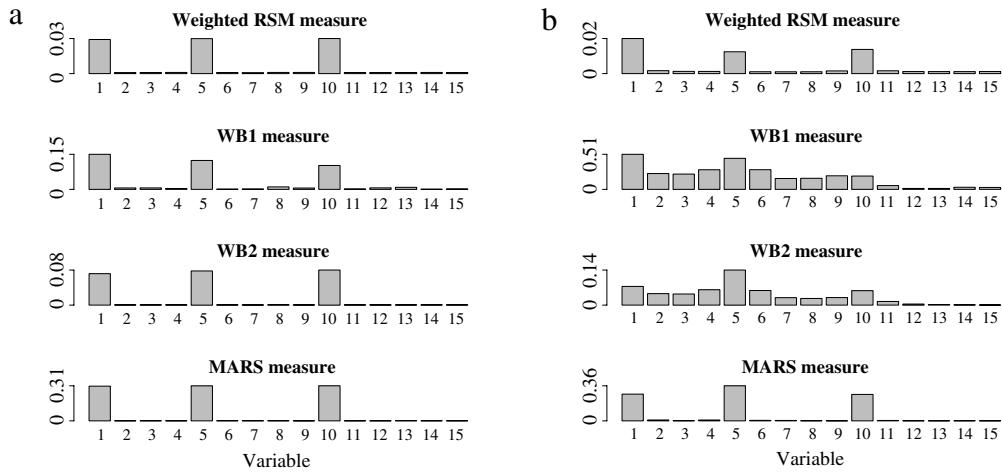 a
Weighted RSM measure
0 0.03
1 2 3 4 5 6 7 8 9 10 11 12 13 14 15
WB1 measure
0 0.15
1 2 3 4 5 6 7 8 9 10 11 12 13 14 15
WB2 measure
0 0.08
1 2 3 4 5 6 7 8 9 10 11 12 13 14 15
MARS measure
0 0.31
1 2 3 4 5 6 7 8 9 10 11 12 13 14 15
Variable
b
Weighted RSM measure
0 0.02
1 2 3 4 5 6 7 8 9 10 11 12 13 14 15
WB1 measure
0 0.51
1 2 3 4 5 6 7 8 9 10 11 12 13 14 15
WB2 measure
0 0.14
1 2 3 4 5 6 7 8 9 10 11 12 13 14 15
MARS measure
0 0.36
1 2 3 4 5 6 7 8 9 10 11 12 13 14 15
Variable